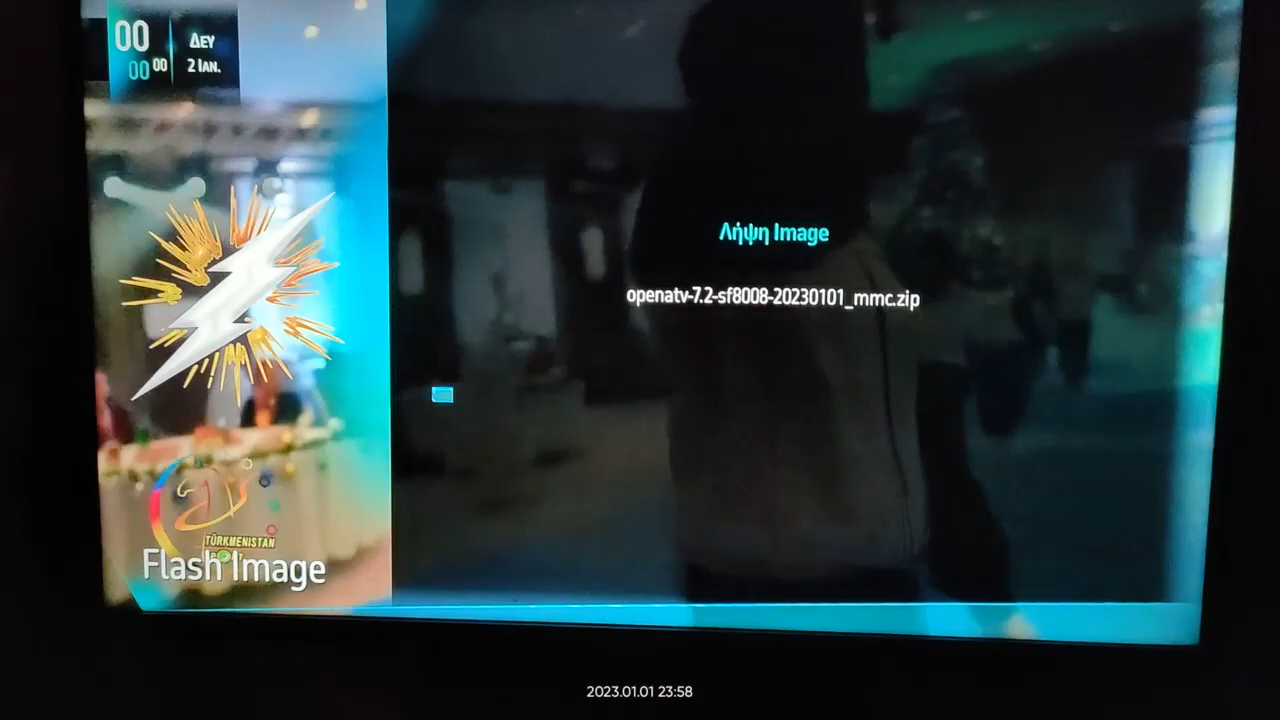 00
00 00
ΔΕΥ
2 ΙΑΝ.
Λήψη Image
openatv-7.2-sf8008-20230101_mmc.zip
TÜRKMENISTAN
SPORT
Flash Image
2023.01.01 23:58